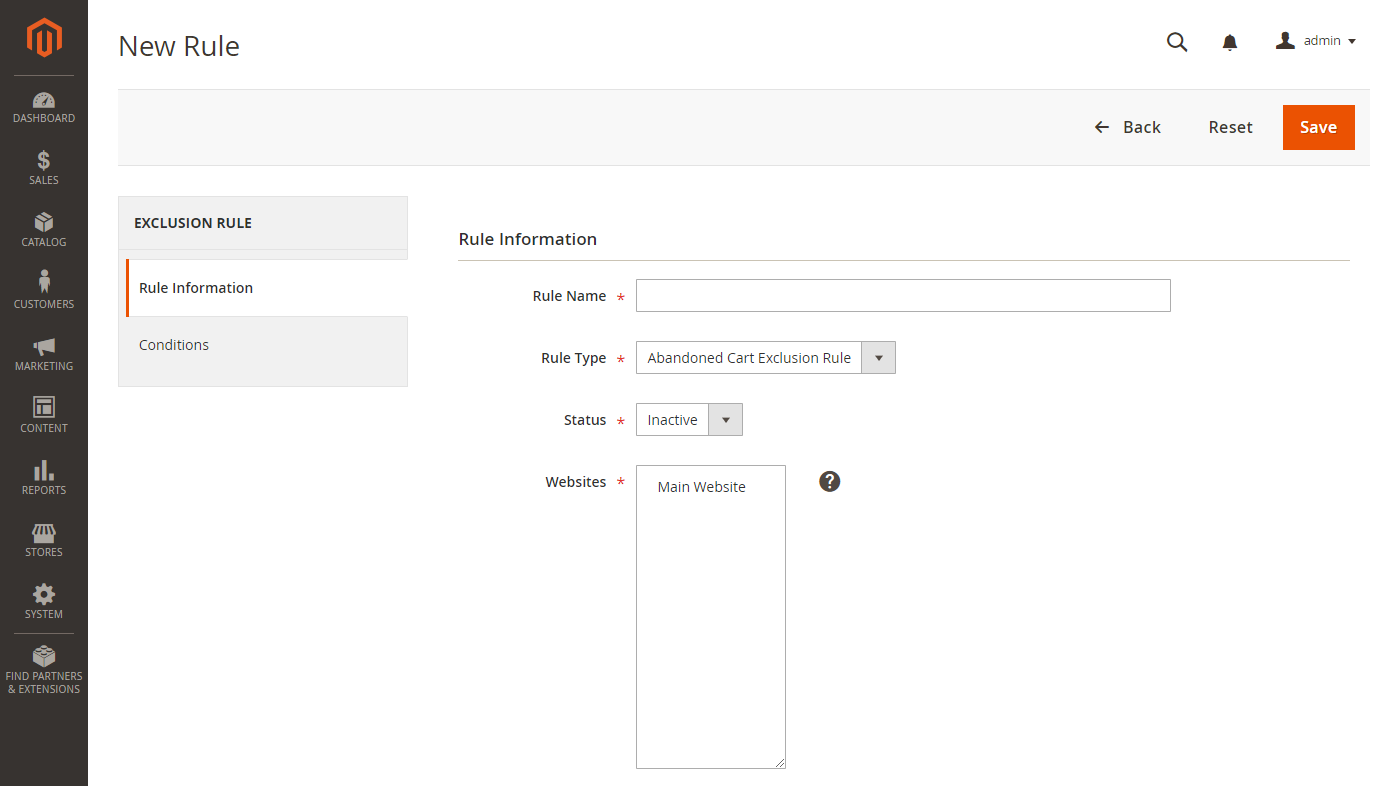 New Rule
admin
DASHBOARD
SALES
CATALOG
CUSTOMERS
MARKETING
CONTENT
REPORTS
STORES
SYSTEM
FIND PARTNERS
& EXTENSIONS
← Back
Reset
Save
EXCLUSION RULE
Rule Information
Conditions
Rule Information
Rule Name *
Rule Type * Abandoned Cart Exclusion Rule
Status * Inactive
Websites * Main Website ?